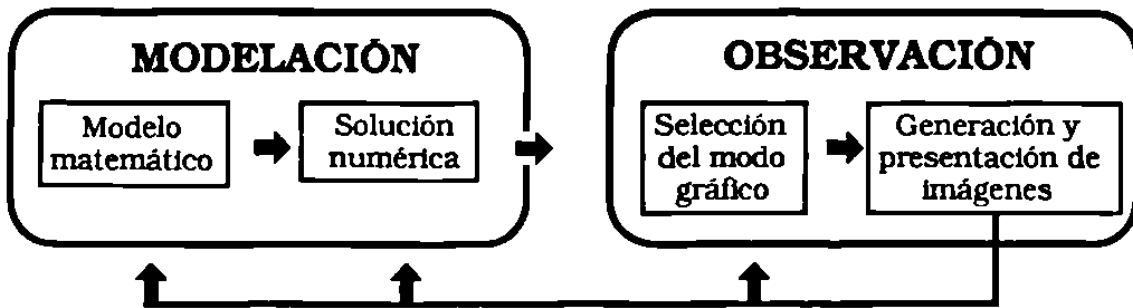 MODELACIÓN
Modelo
matemático
Solución
numérica
OBSERVACIÓN
Selección
del modo
gráfico
Generación y
presentación de
imágenes